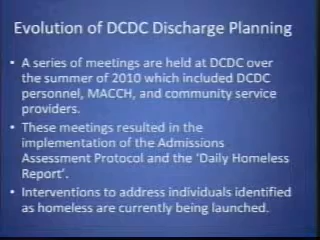 Evolution of DCDC Discharge Planning
• A series of meetings are held at DCDC over
the summer of 2010 which included DCDC
personnel, MACCH, and community service
providers.
• These meetings resulted in the
implementation of the Admissions
Assessment Protocol and the ‘Daily Homeless
Report’.
• Interventions to address individuals identified
as homeless are currently being launched.